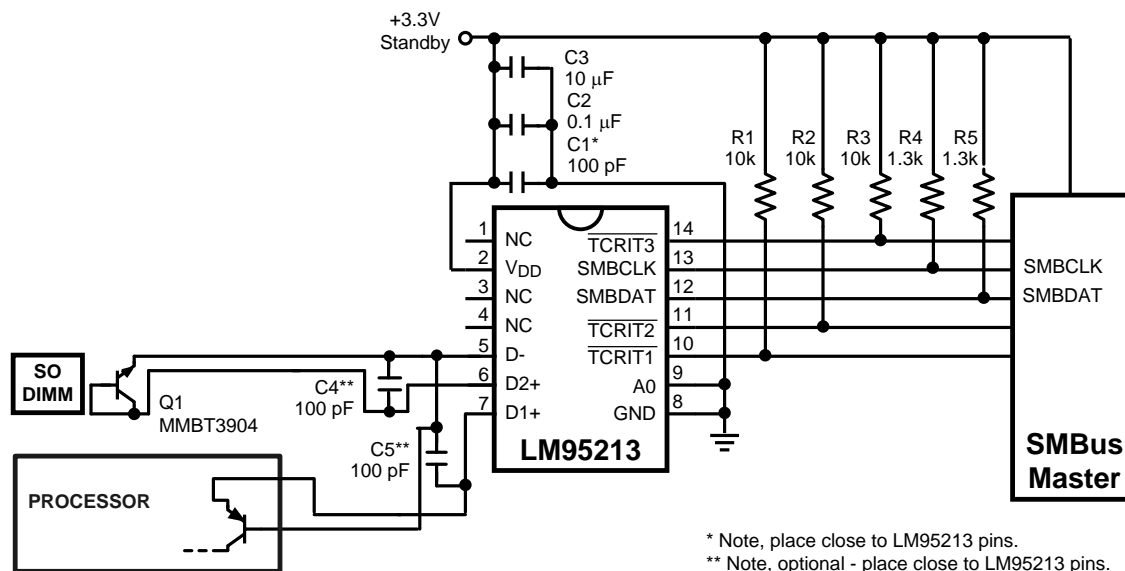 +3.3V
Standby
C3
10 μF
C2
0.1 μF
C1*
100 pF
R1
10k
R2
10k
R3
10k
R4
1.3k
R5
1.3k
1
NC
2
VDD
3
NC
4
NC
5
D-
6
D2+
7
D1+
TCRIT3
14
SMBCLK
13
SMBDAT
12
TCRIT2
11
TCRIT1
10
A0
9
GND
8
LM95213
SMBCLK
SMBDAT
SMBus
Master
SO
DIMM
Q1
MMBT3904
C4**
100 pF
C5**
100 pF
PROCESSOR
* Note, place close to LM95213 pins.
** Note, optional - place close to LM95213 pins.